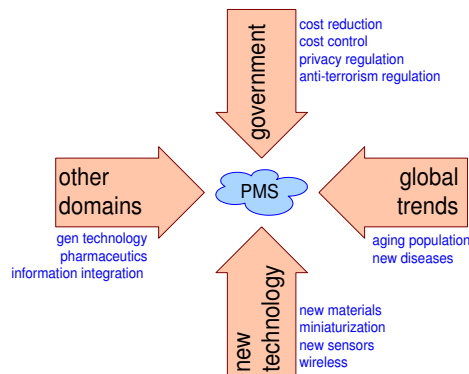 cost reduction
cost control
privacy regulation
anti-terrorism regulation
government
other
domains
PMS
global
trends
gen technology
pharmaceutics
information integration
aging population
new diseases
new
technology
new materials
miniaturization
new sensors
wireless